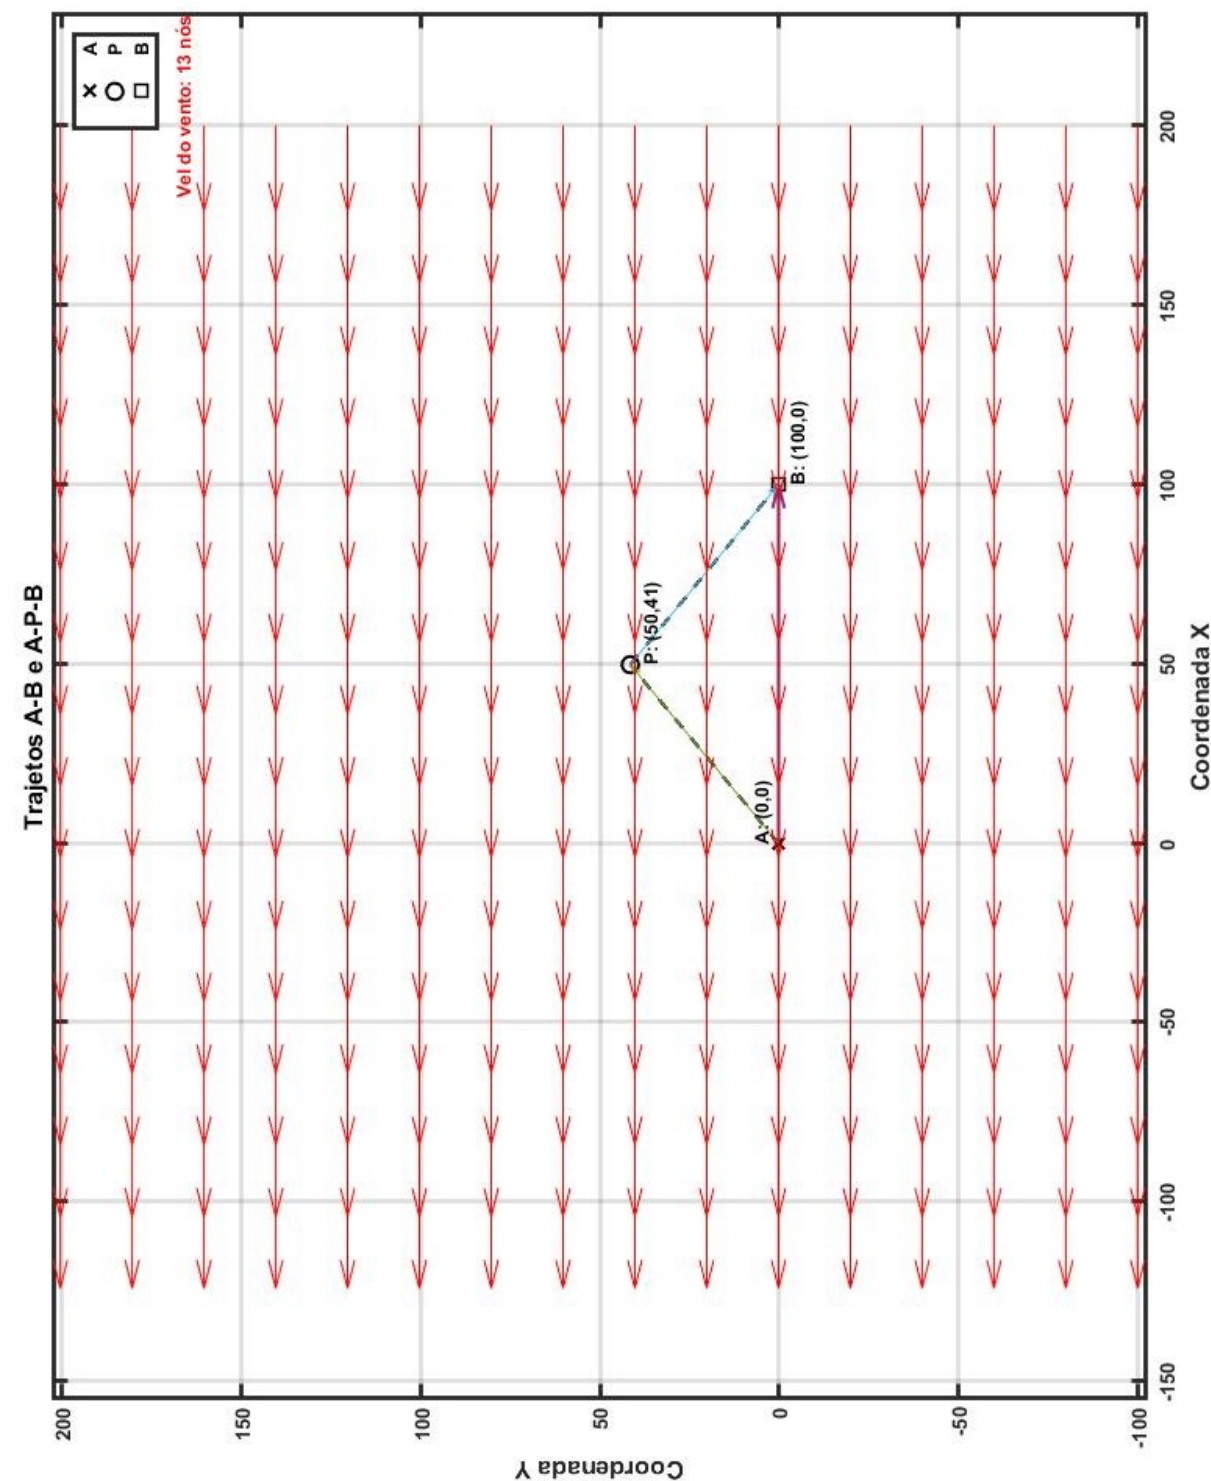 Trajetos A-B e A-P-B
A
P
B
Vel do vento: 13 nós
P: (50,41)
A: (0,0)
B: (100,0)
Coordenada Y
200
150
100
50
0
-50
-100
-150
-100
-50
0
50
100
150
200
Coordenada X